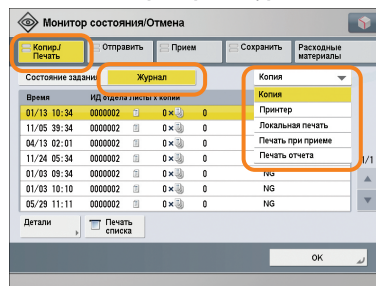 Монитор состояния/Отмена
Копир./
Печать
Отправить
Прием
Сохранить
Расходные
материалы
Состояние задания
Журнал
Копия
Время
ИД отдела Листы x копии
Копия
Принтер
Локальная печать
Печать при приеме
Печать отчета
01/13 10:34 0000002 0 x 0
11/05 39:34 0000002 0 x 0
04/13 02:01 0000002 0 x 0
11/24 05:34 0000002 0 x 0
01/03 09:34 0000002 0 x 0 NG
01/03 10:10 0000002 0 x 0 NG
05/29 11:11 0000002 0 x 0 NG
1/1
Детали
Печать
списка
OK